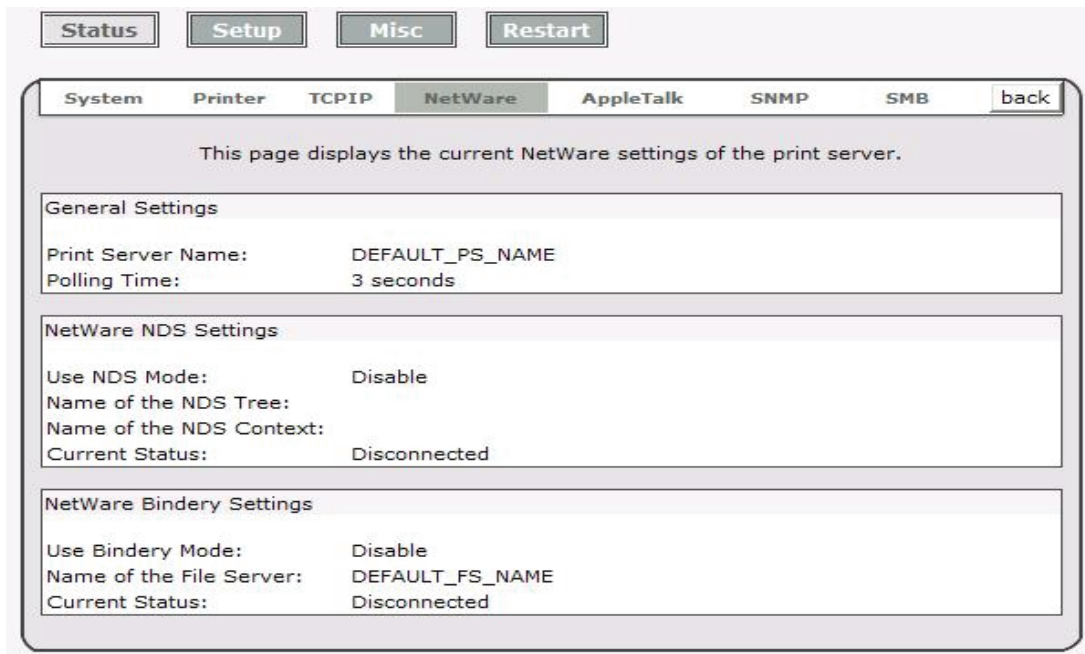 Status Setup Misc Restart
System Printer TCPIP NetWare AppleTalk SNMP SMB back
This page displays the current NetWare settings of the print server.
General Settings
Print Server Name: DEFAULT_PS_NAME
Polling Time: 3 seconds
NetWare NDS Settings
Use NDS Mode: Disable
Name of the NDS Tree:
Name of the NDS Context:
Current Status: Disconnected
NetWare Bindery Settings
Use Bindery Mode: Disable
Name of the File Server: DEFAULT_FS_NAME
Current Status: Disconnected